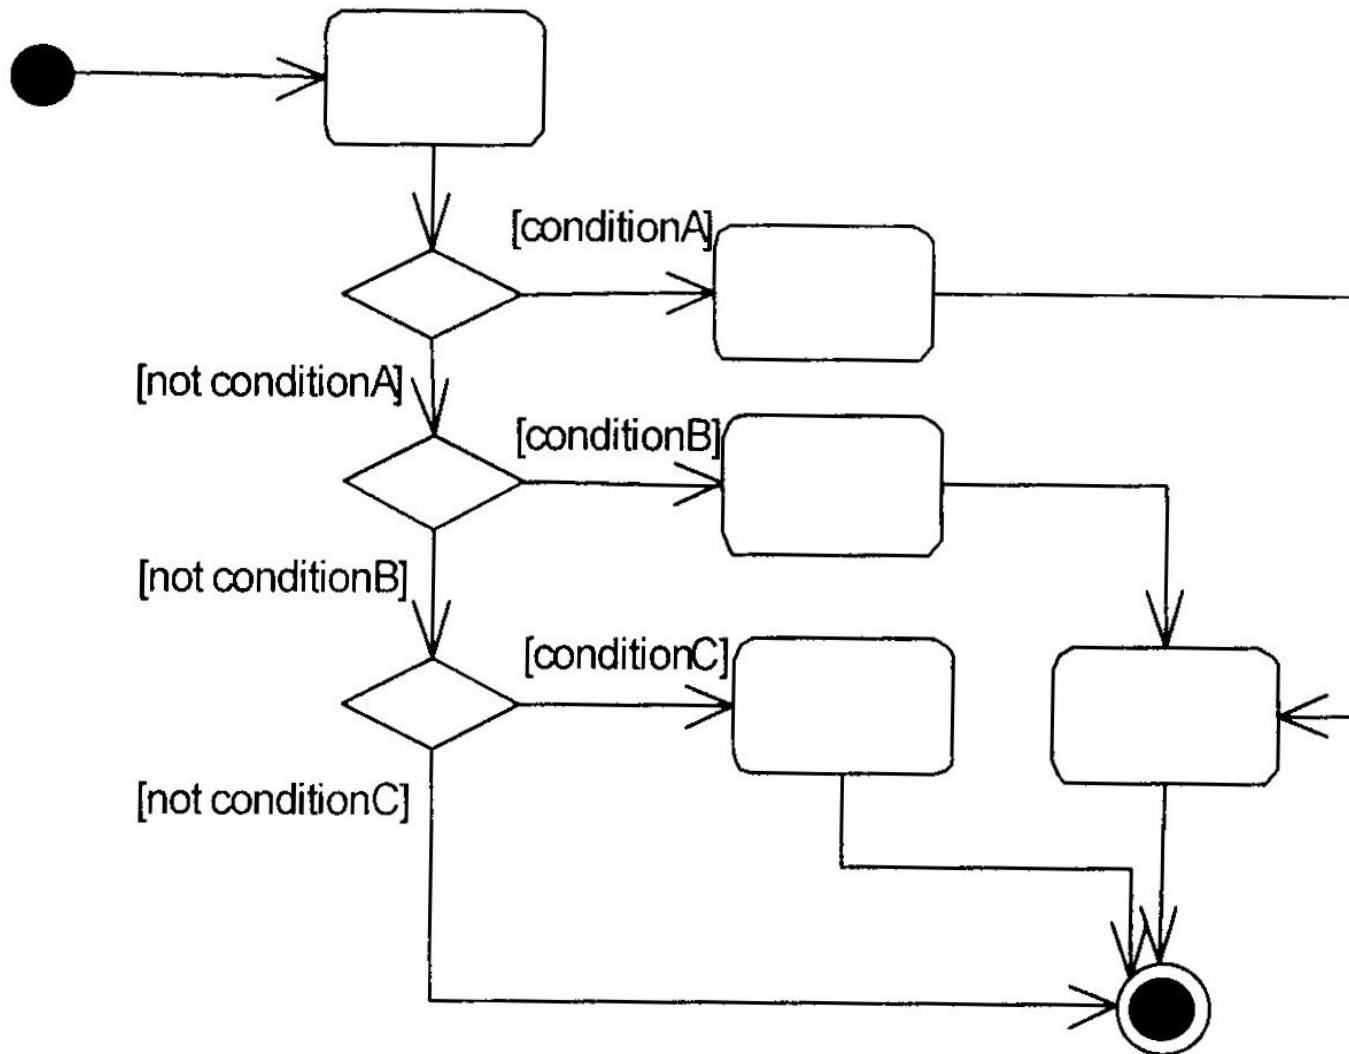 [conditionA]
[not conditionA]
[conditionB]
[not conditionB]
[conditionC]
[not conditionC]